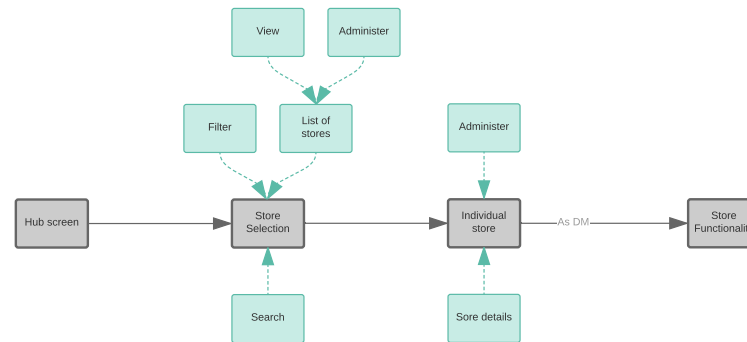 View
Administer
Filter
List of
stores
Administer
Hub screen
Store
Selection
Individual
store
As DM
Store
Functionalit
Search
Sore details